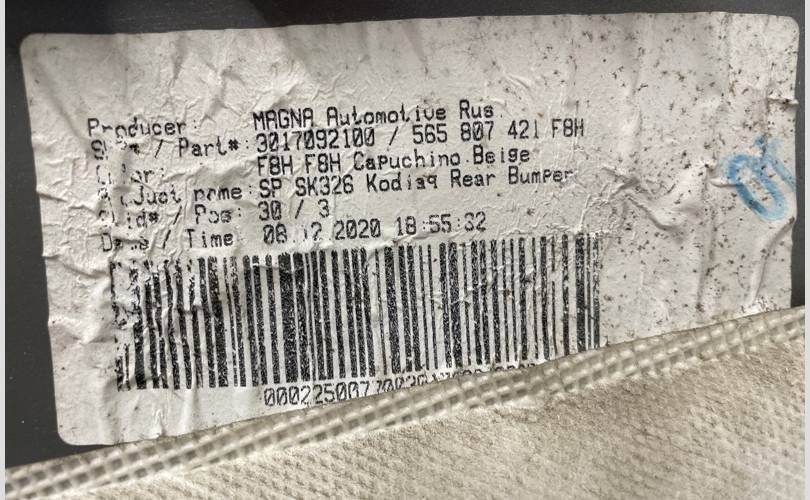 Producer: MAGNA Automotive Rus
/ Part#: 3017092100 / 565 807 421 F8H
F8H F8H Capuchino Beige
name: SP SK326 Kodiaq Rear Bumper
/ Pos: 30 / 3
/ Time: 2020 18:55:32